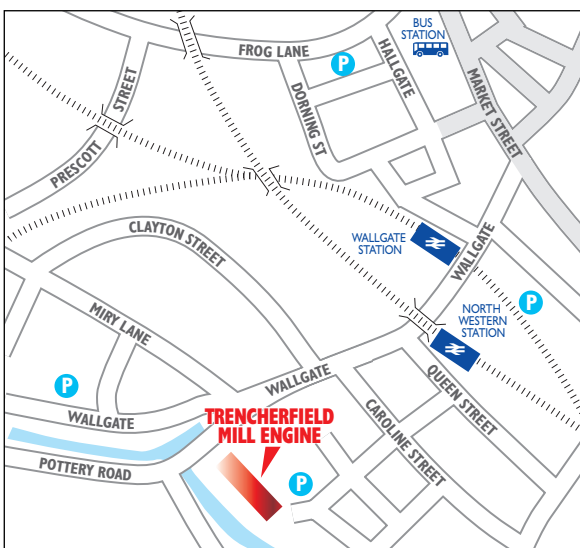 BUS
STATION
FROG LANE
P
HALLGATE
MARKET STREET
DORNING ST
PRESCOTT
STREET
WALLGATE
STATION
WALLGATE
CLAYTON STREET
P
NORTH
WESTERN
STATION
MIRY LANE
QUEEN STREET
WALLGATE
P
CAROLINE STREET
WALLGATE
TRENCHERFIELD
MILL ENGINE
POTTERY ROAD
P